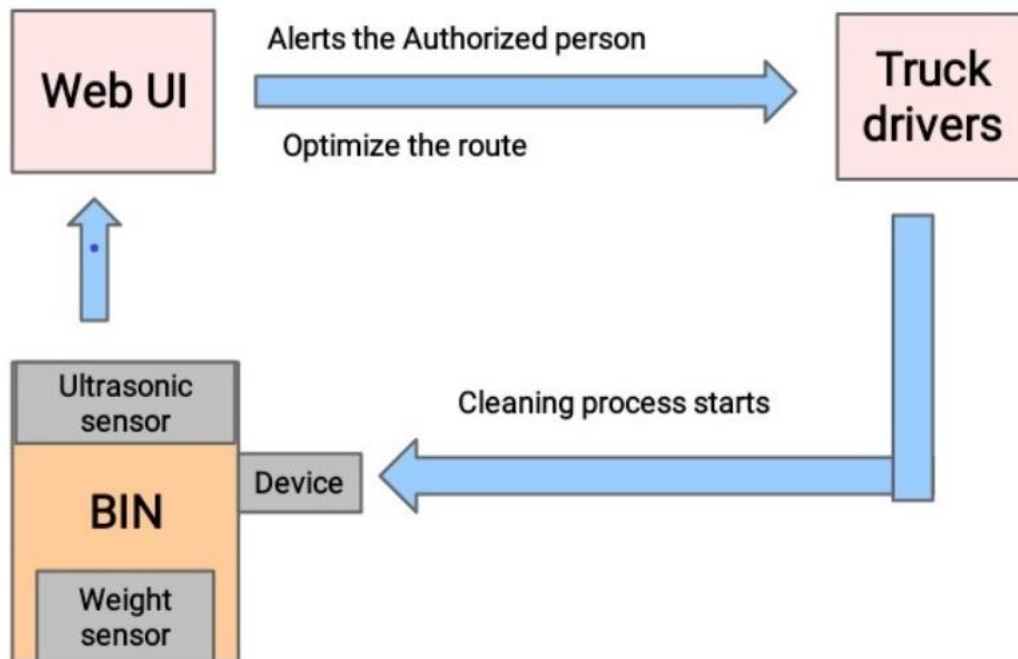 Web UI
Alerts the Authorized person
Optimize the route
Truck
drivers
Ultrasonic
sensor
BIN
Device
Weight
sensor
Cleaning process starts